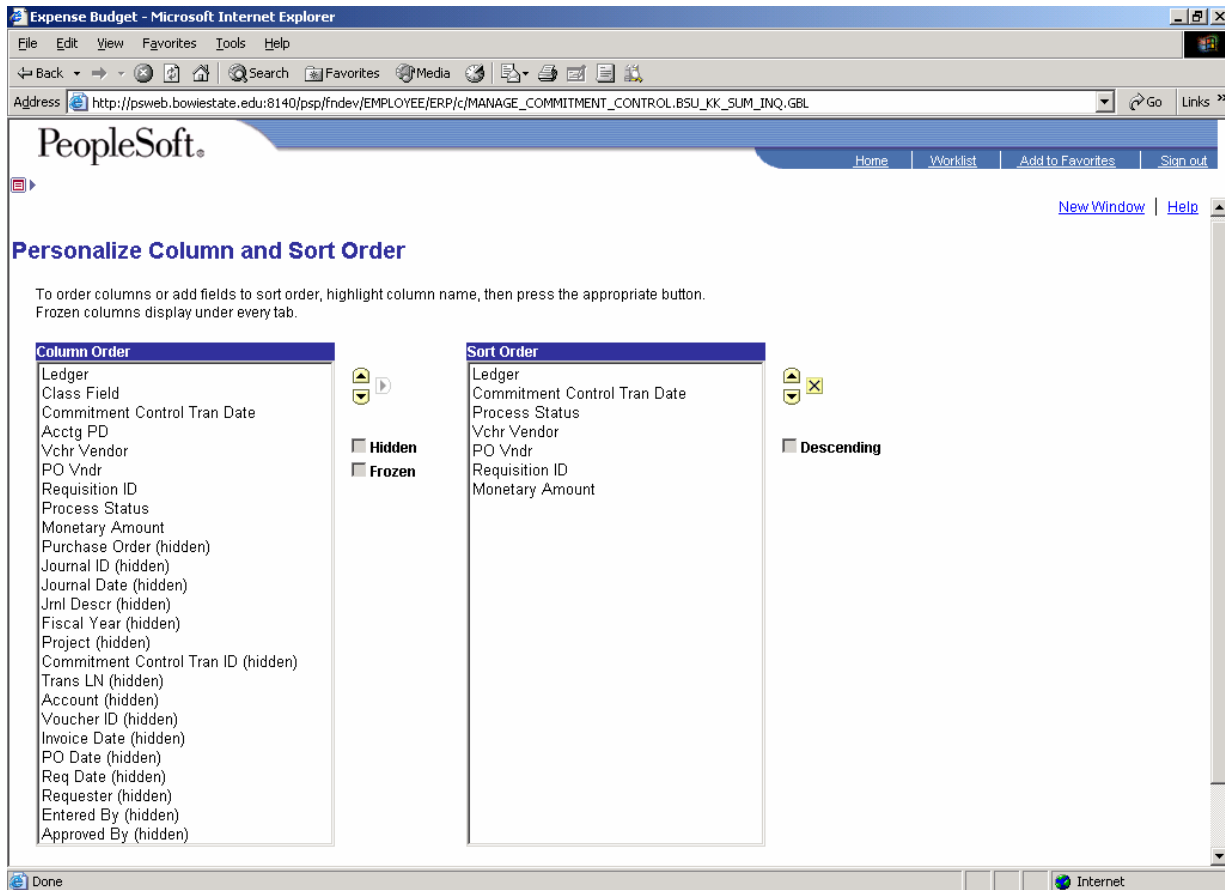 Expense Budget - Microsoft Internet Explorer
File Edit View Favorites Tools Help
Back Search Favorites Media
Address http://psweb.bowiestate.edu:8140/psp/fndev/EMPLOYEE/ERP/c/MANAGE_COMMITMENT_CONTROL.BSU_KK_SUM_INQ.GBL Go Links »
PeopleSoft®
Home Worklist Add to Favorites Sign out
New Window | Help
Personalize Column and Sort Order
To order columns or add fields to sort order, highlight column name, then press the appropriate button.
Frozen columns display under every tab.
Column Order
Ledger
Class Field
Commitment Control Tran Date
Acctg PD
Vchr Vendor
PO Vndr
Requisition ID
Process Status
Monetary Amount
Purchase Order (hidden)
Journal ID (hidden)
Journal Date (hidden)
Jrnl Descr (hidden)
Fiscal Year (hidden)
Project (hidden)
Commitment Control Tran ID (hidden)
Trans LN (hidden)
Account (hidden)
Voucher ID (hidden)
Invoice Date (hidden)
PO Date (hidden)
Req Date (hidden)
Requester (hidden)
Entered By (hidden)
Approved By (hidden)
Hidden
Frozen
Sort Order
Ledger
Commitment Control Tran Date
Process Status
Vchr Vendor
PO Vndr
Requisition ID
Monetary Amount
Descending
Done Internet